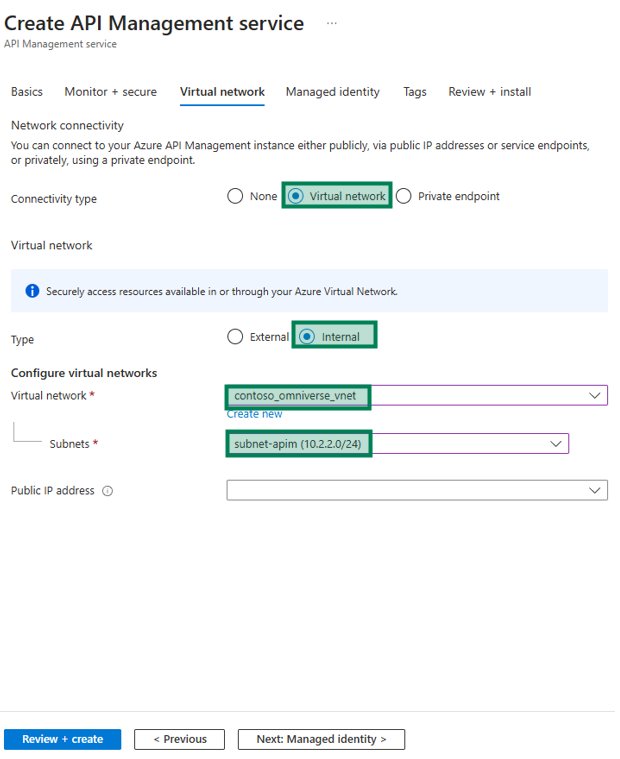 Create API Management service ...
API Management service
Basics Monitor + secure Virtual network Managed identity Tags Review + install
Network connectivity
You can connect to your Azure API Management instance either publicly, via public IP addresses or service endpoints,
or privately, using a private endpoint.
Connectivity type None Virtual network Private endpoint
Virtual network
Securely access resources available in or through your Azure Virtual Network.
Type External Internal
Configure virtual networks
Virtual network * contoso_omniverse_vnet
Create new
Subnets * subnet-apim (10.2.2.0/24)
Public IP address
Review + create < Previous Next: Managed identity >